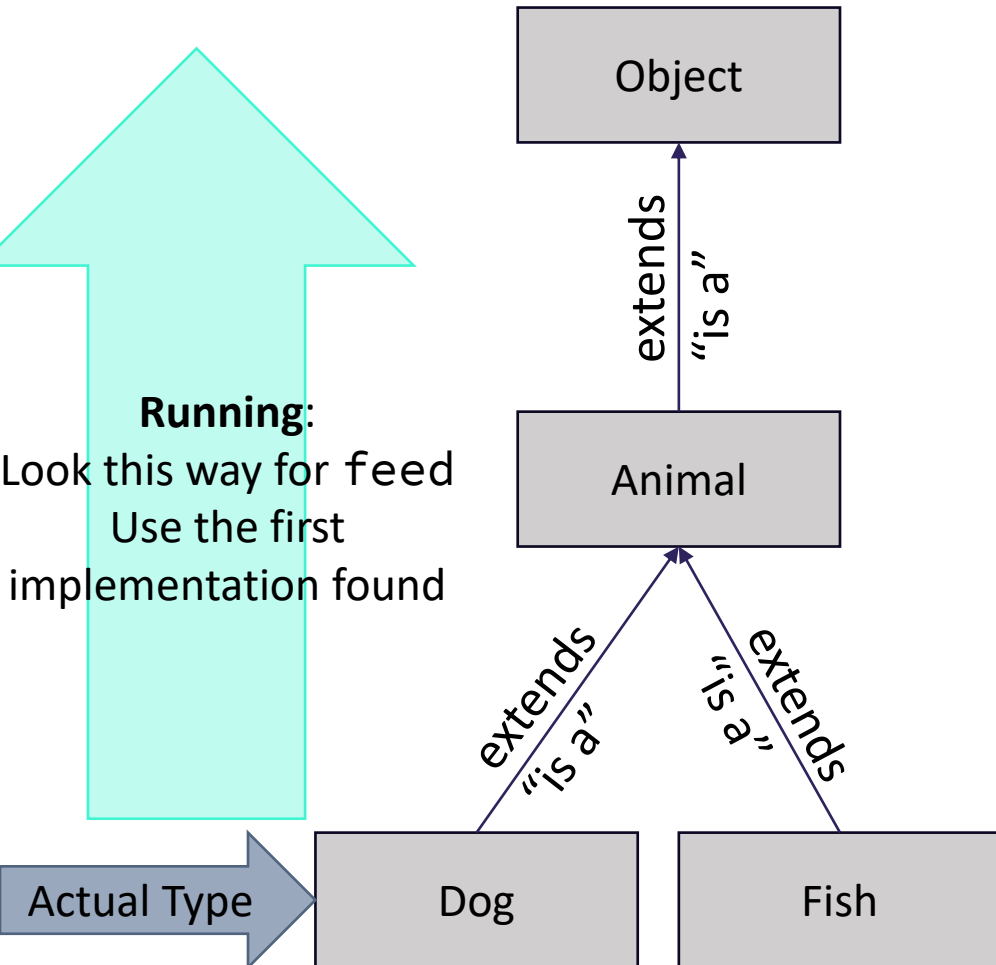 Object
extends
“is a”
Running:
Look this way for feed
Use the first
implementation found
Animal
extends
“is a”
extends
“is a”
Actual Type
Dog
Fish